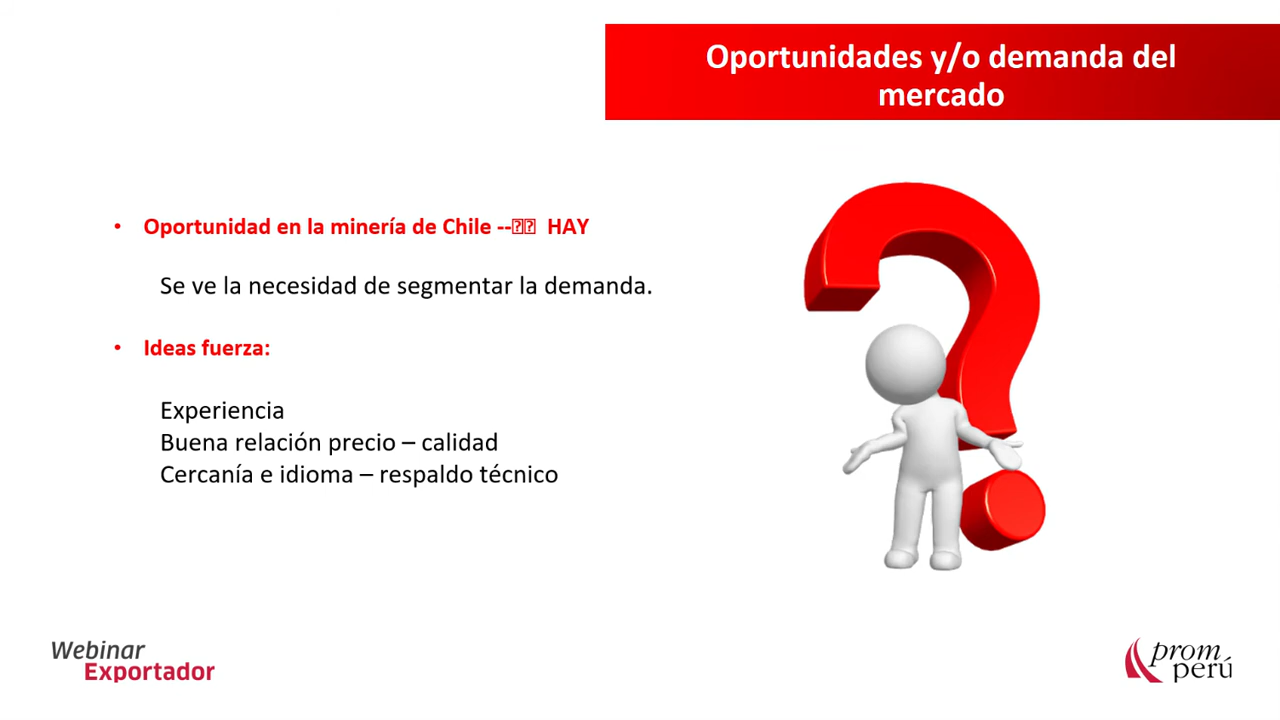 Oportunidades y/o demanda del
mercado
• Oportunidad en la minería de Chile -- HAY
Se ve la necesidad de segmentar la demanda.
• Ideas fuerza:
Experiencia
Buena relación precio – calidad
Cercanía e idioma – respaldo técnico
Webinar
Exportador
prom
perú